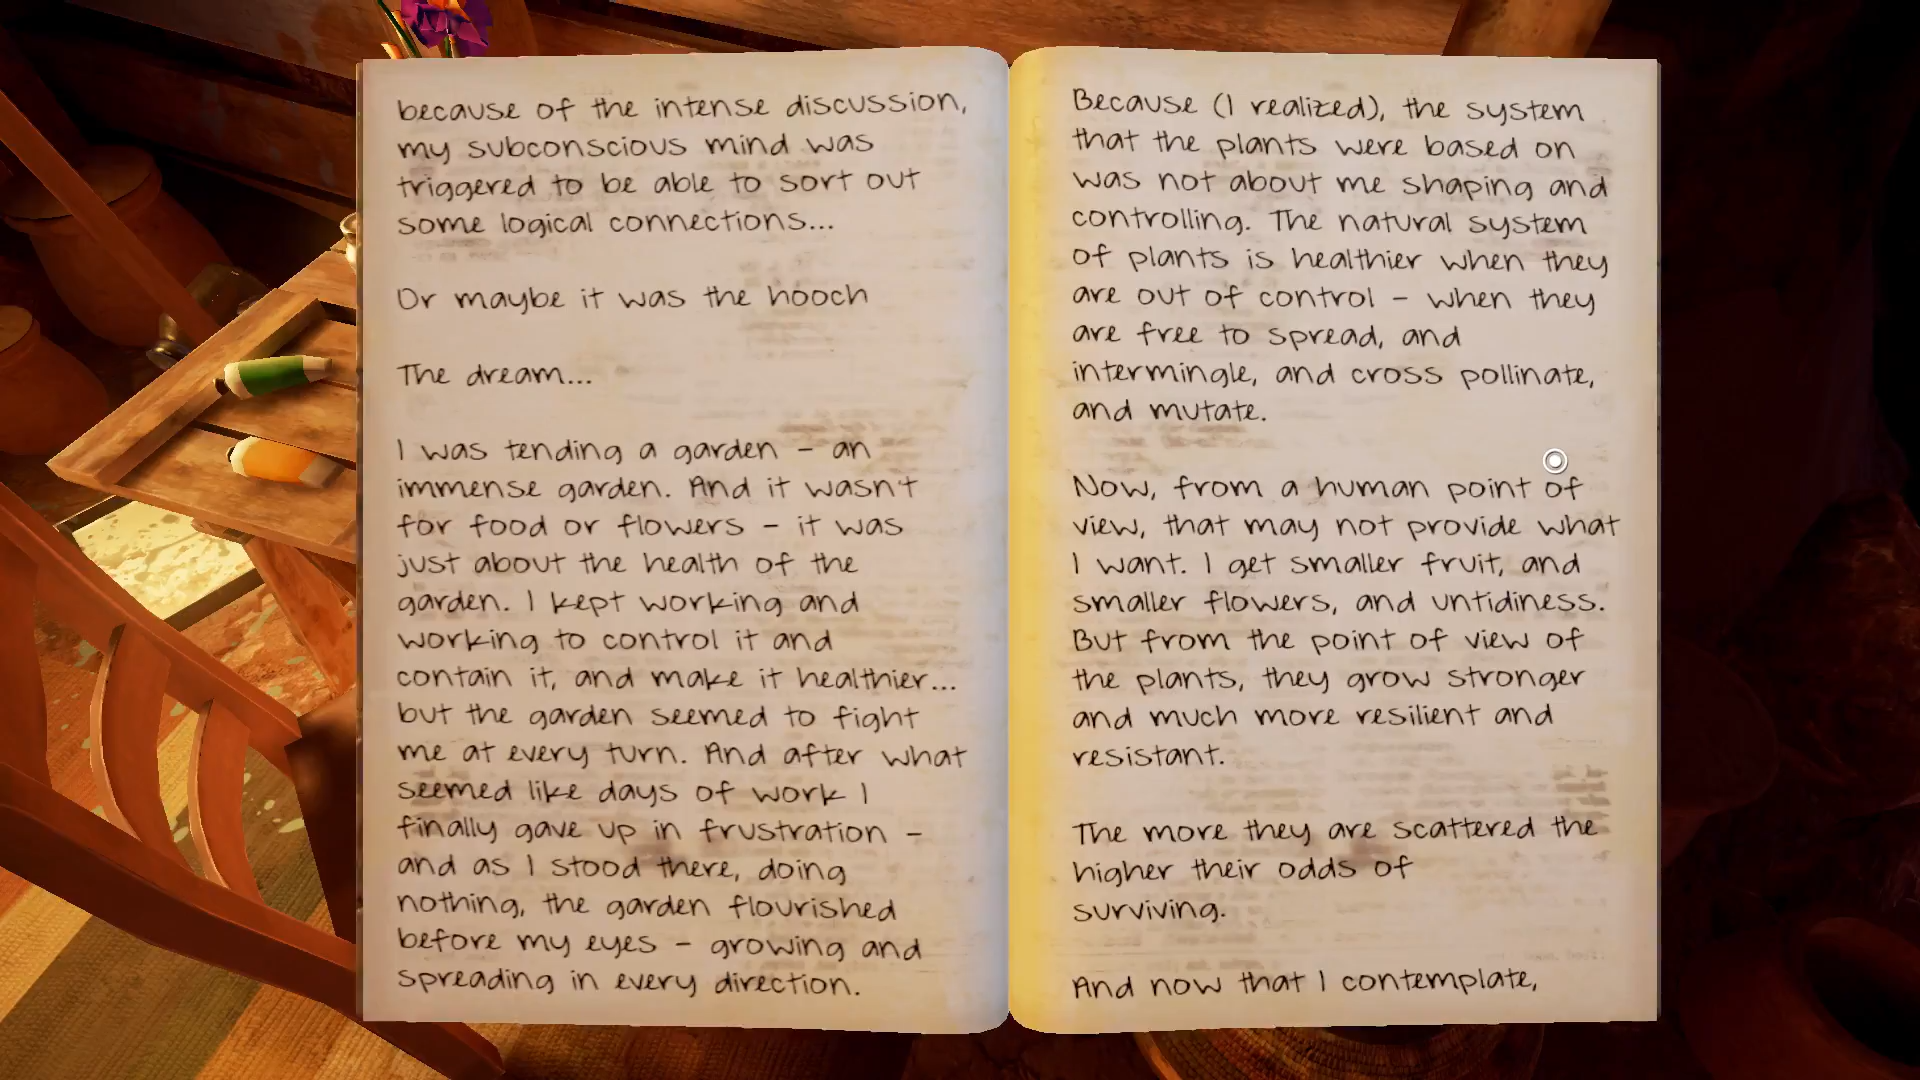 because of the intense discussion,
my subconscious mind was
triggered to be able to sort out
some logical connections...
Or maybe it was the hooch
The dream...
I was tending a garden - an
immense garden. And it wasn't
for food or flowers - it was
just about the health of the
garden. I kept working and
working to control it and
contain it, and make it healthier...
but the garden seemed to fight
me at every turn. And after what
seemed like days of work I
finally gave up in frustration -
and as I stood there, doing
nothing, the garden flourished
before my eyes - growing and
spreading in every direction.
Because (I realized), the system
that the plants were based on
was not about me shaping and
controlling. The natural system
of plants is healthier when they
are out of control - when they
are free to spread, and
intermingle, and cross pollinate,
and mutate.
Now, from a human point of
view, that may not provide what
I want. I get smaller fruit, and
smaller flowers, and untidiness.
But from the point of view of
the plants, they grow stronger
and much more resilient and
resistant.
The more they are scattered the
higher their odds of
surviving.
And now that I contemplate,